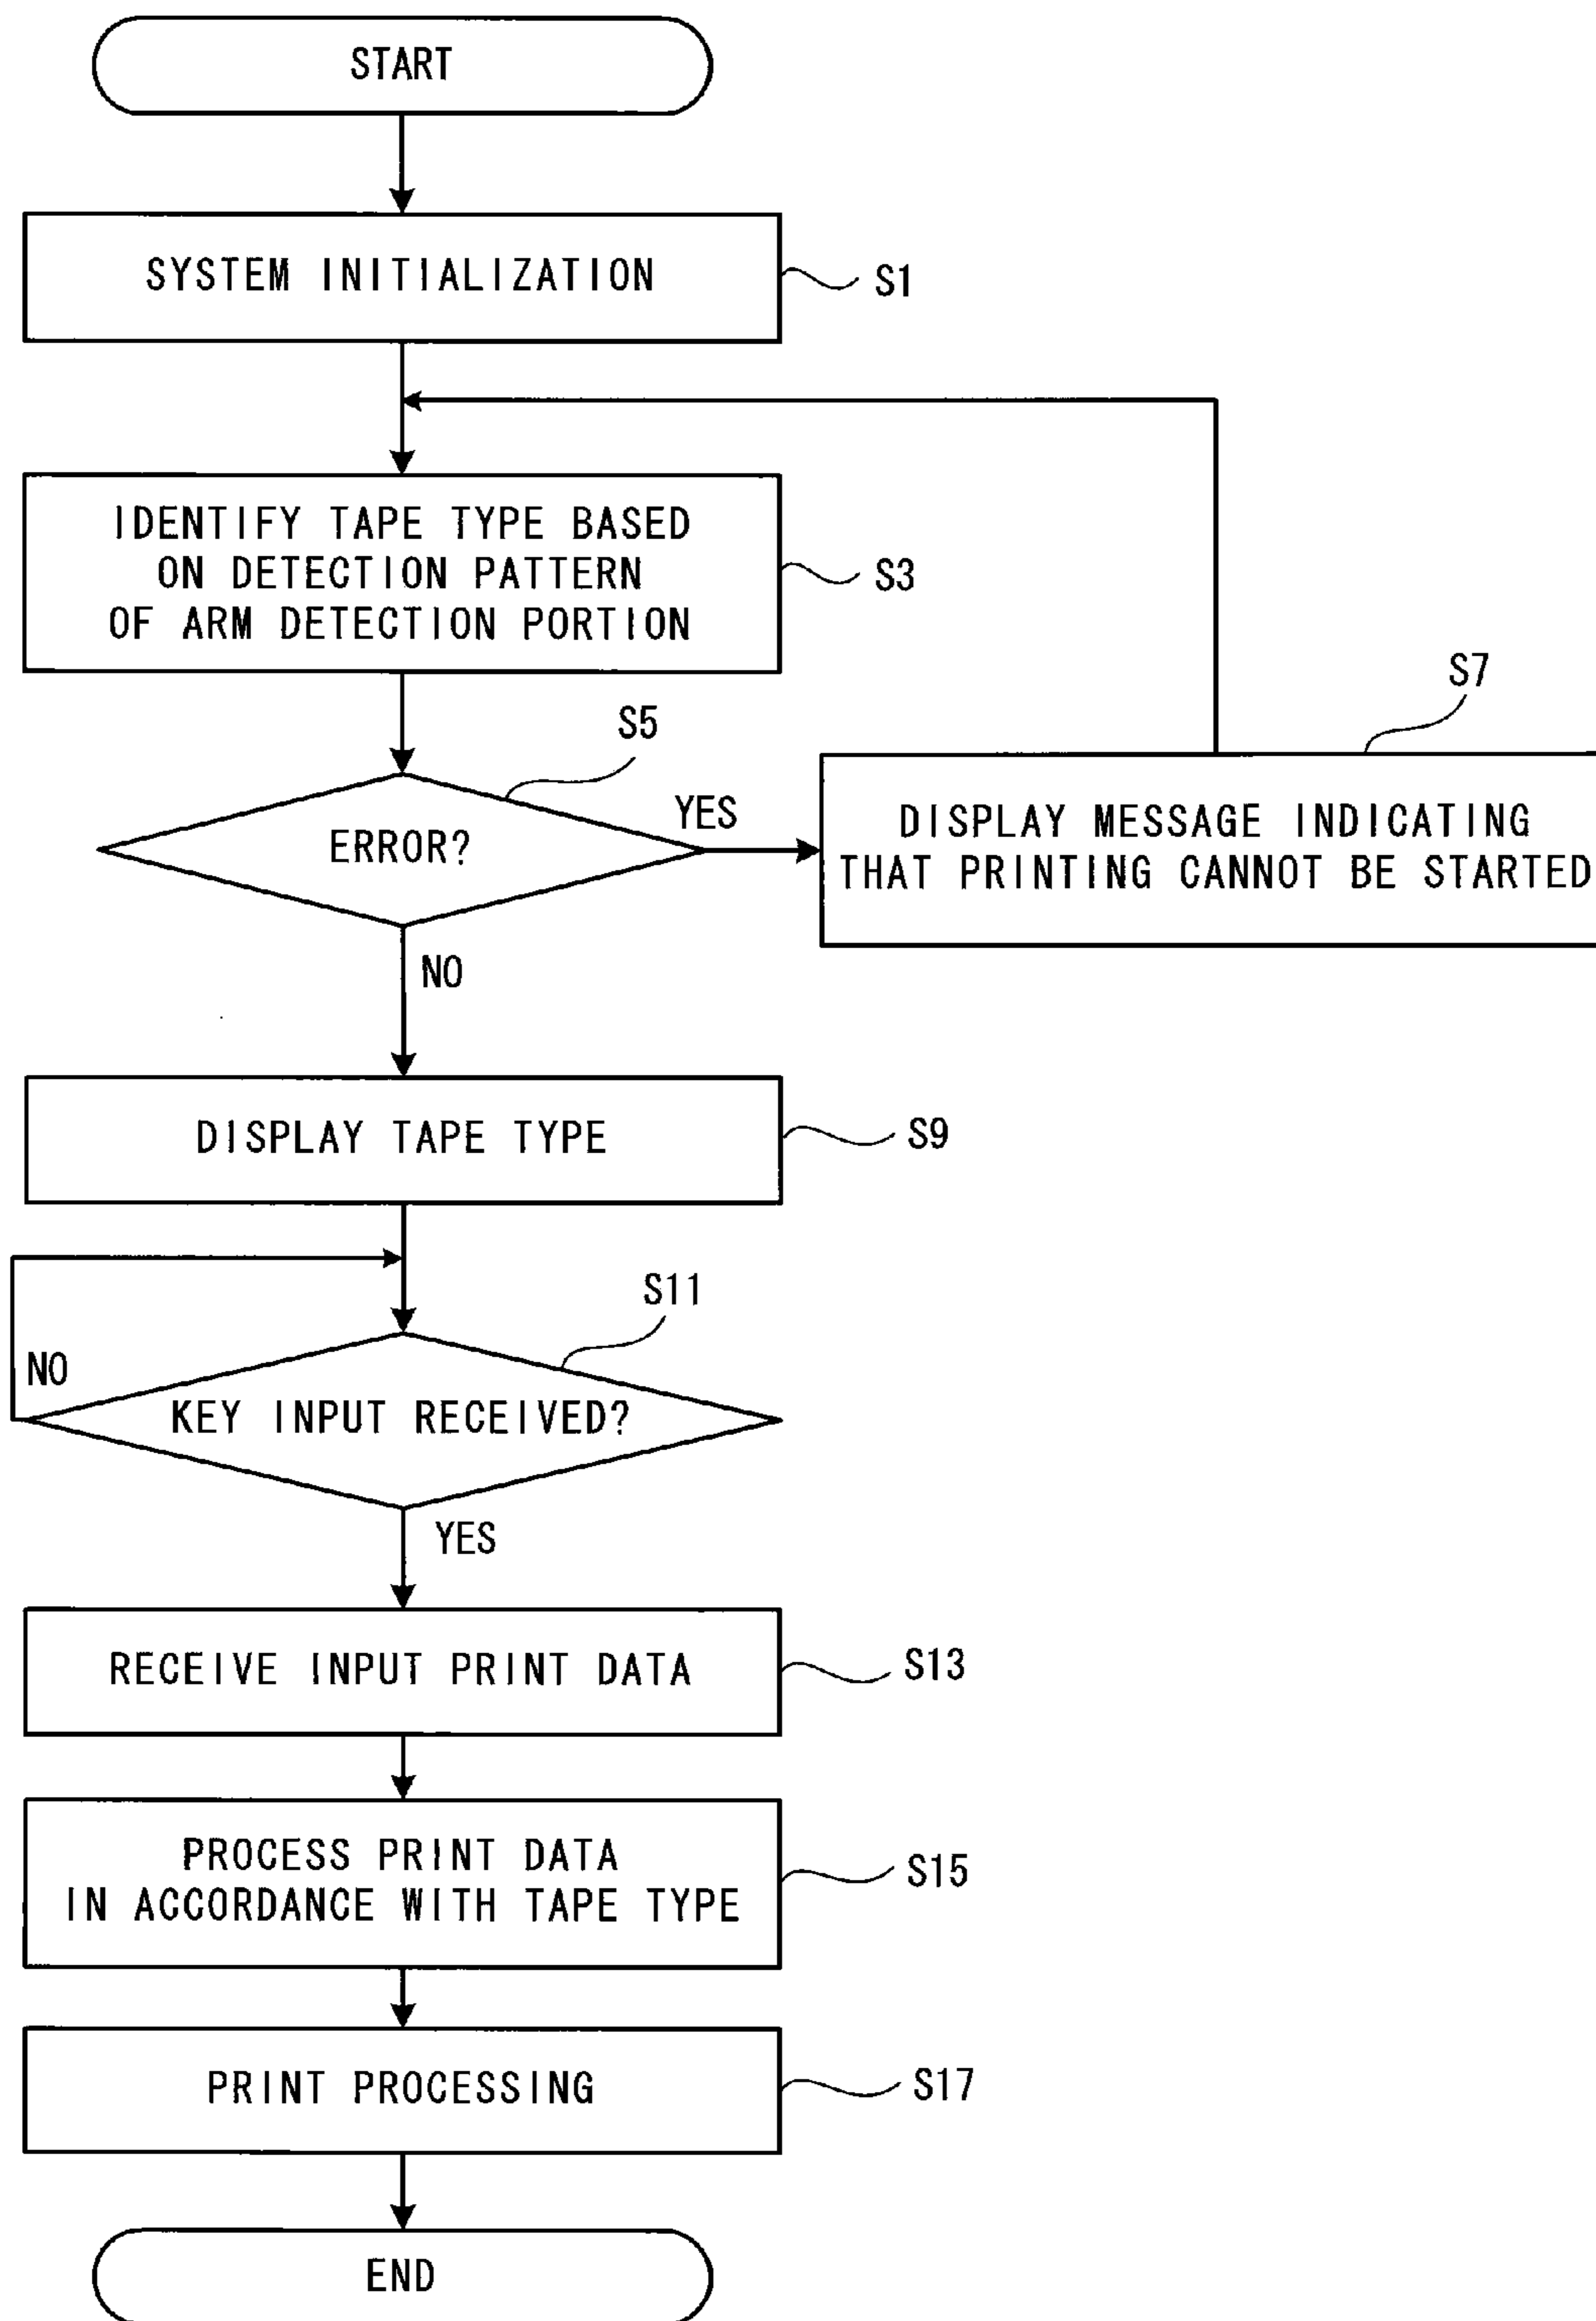 START
SYSTEM INITIALIZATION
S1
IDENTIFY TAPE TYPE BASED
ON DETECTION PATTERN
OF ARM DETECTION PORTION
S3
S7
S5
YES
ERROR?
DISPLAY MESSAGE INDICATING
THAT PRINTING CANNOT BE STARTED
NO
DISPLAY TAPE TYPE
S9
S11
NO
KEY INPUT RECEIVED?
YES
RECEIVE INPUT PRINT DATA
S13
PROCESS PRINT DATA
IN ACCORDANCE WITH TAPE TYPE
S15
PRINT PROCESSING
S17
END